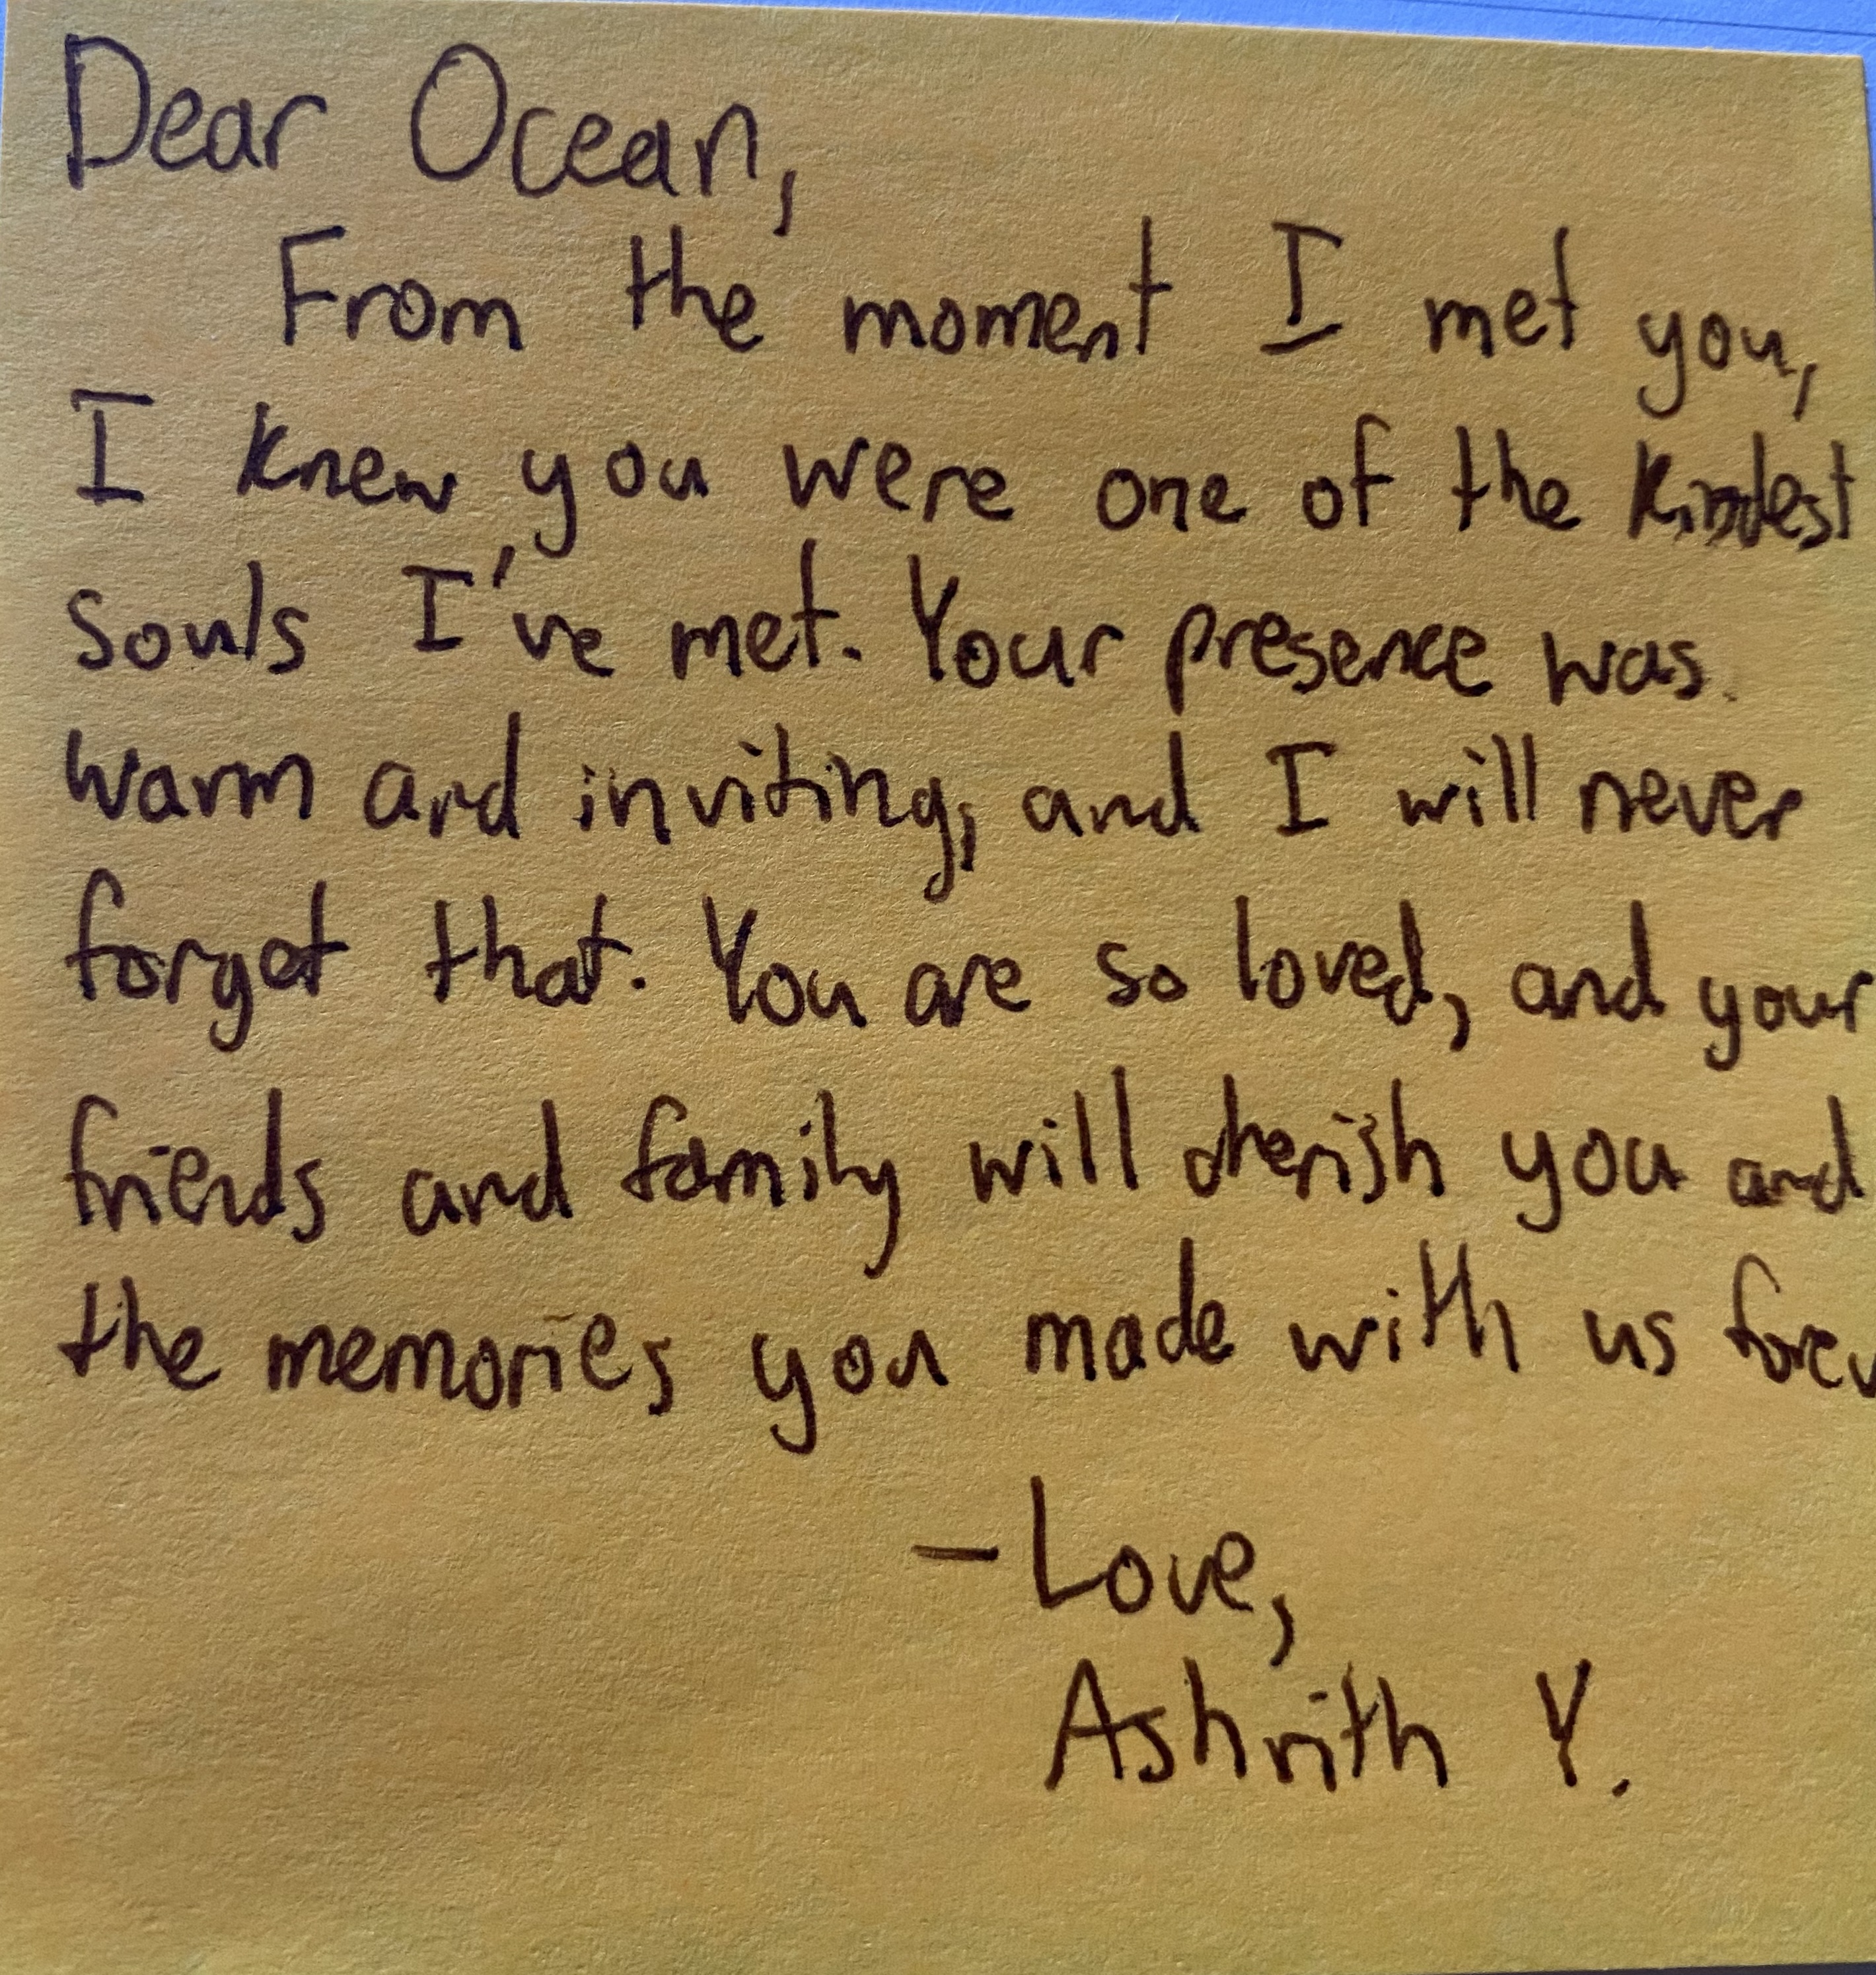 Dear Ocean,
From the moment I met you,
I knew you were one of the kindest
souls I've met. Your presence was
warm and inviting, and I will never
forget that. You are so loved, and your
friends and family will cherish you and
the memories you made with us forev
-Love,
Ashrith Y.